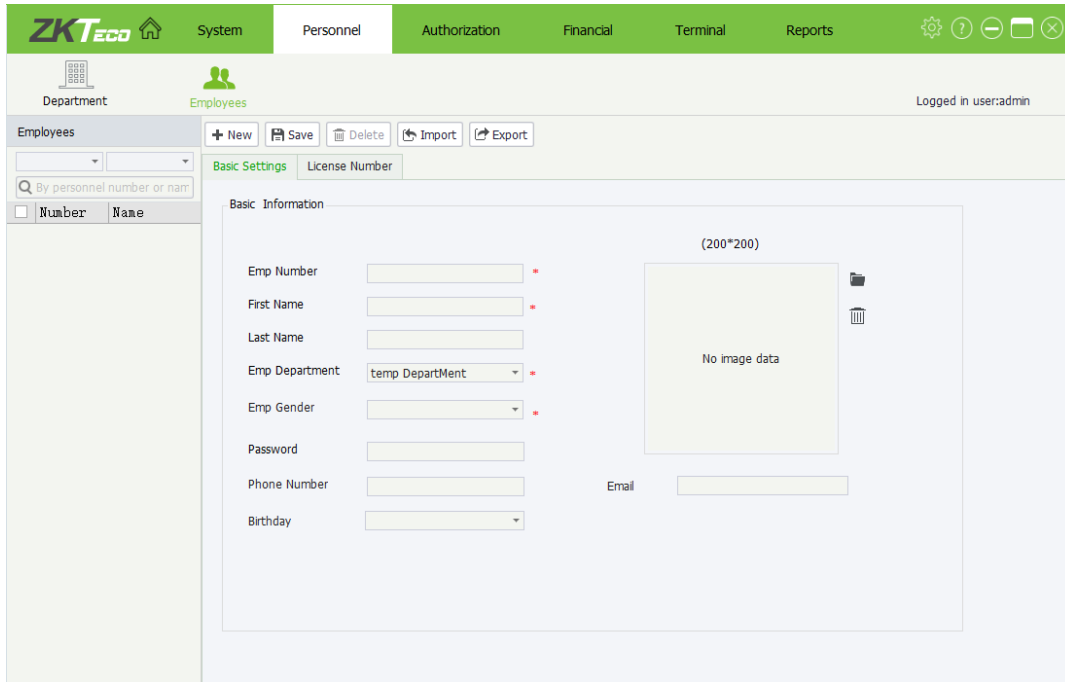 ZKTeco System Personnel Authorization Financial Terminal Reports
Department Employees Logged in user:admin
Employees
New Save Delete Import Export
Basic Settings License Number
By personnel number or nam
Number Name
Basic Information
(200*200)
Emp Number *
First Name *
Last Name
No image data
Emp Department temp DepartMent *
Emp Gender *
Password
Phone Number
Email
Birthday